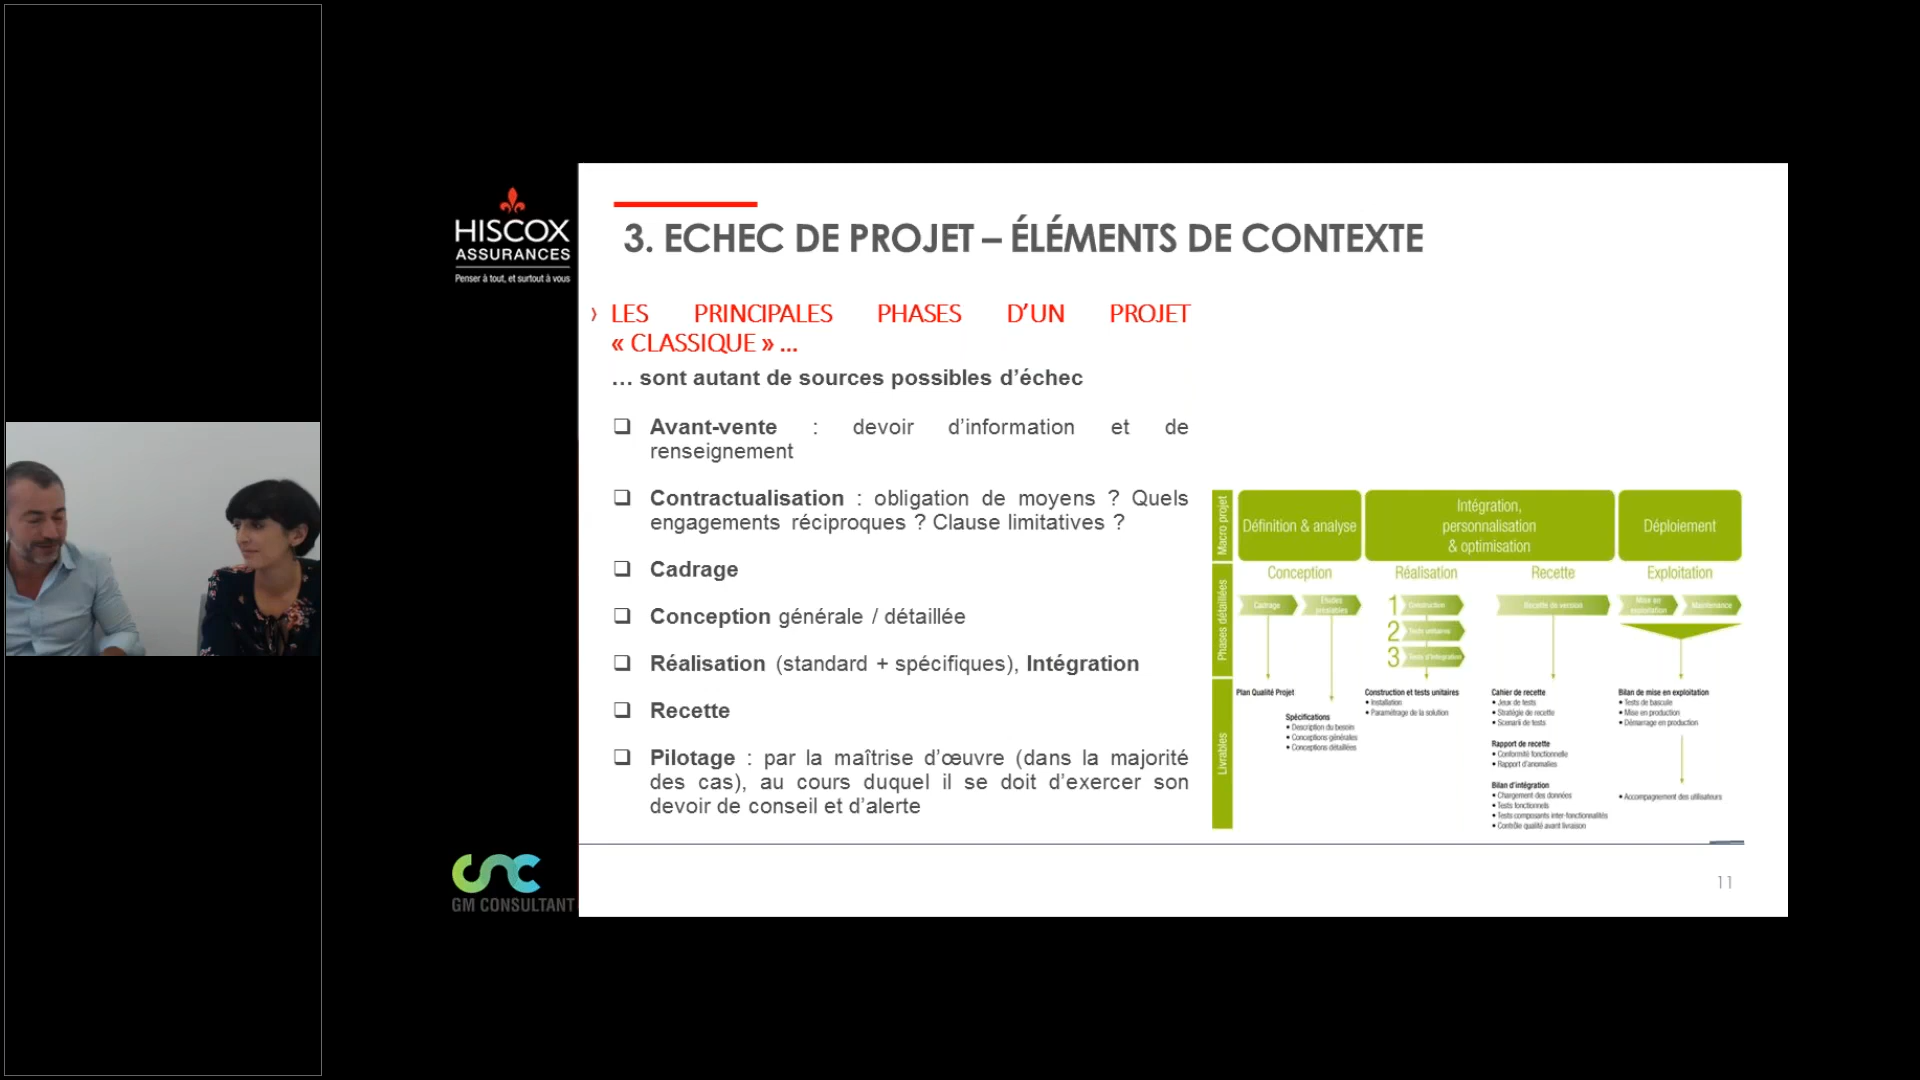 HISCOX
ASSURANCES
Penser à tout, et surtout à vous
3. ECHEC DE PROJET – ÉLÉMENTS DE CONTEXTE
› LES PRINCIPALES PHASES D’UN PROJET
« CLASSIQUE » ...
… sont autant de sources possibles d’échec
❑ Avant-vente : devoir d’information et de
renseignement
❑ Contractualisation : obligation de moyens ? Quels
engagements réciproques ? Clause limitatives ?
❑ Cadrage
❑ Conception générale / détaillée
❑ Réalisation (standard + spécifiques), Intégration
❑ Recette
❑ Pilotage : par la maîtrise d’œuvre (dans la majorité
des cas), au cours duquel il se doit d’exercer son
devoir de conseil et d’alerte
Macro projet
Définition & analyse
Intégration,
personnalisation
& optimisation
Déploiement
Phases détaillées
Conception
Réalisation
Recette
Exploitation
Cadrage
Etudes
préalables
1 Construction
2 Tests unitaires
3 Tests d'intégration
Recette de version
Mise en
exploitation
Maintenance
Livrables
Plan Qualité Projet
Spécifications
• Description du besoin
• Conceptions générales
• Conceptions détaillées
Construction et tests unitaires
• Installation
• Paramétrage de la solution
Cahier de recette
• Jeux de tests
• Stratégie de recette
• Scenarii de tests
Rapport de recette
• Conformité fonctionnelle
• Rapport d'anomalies
Bilan d'intégration
• Chargement des données
• Tests fonctionnels
• Tests composants inter-fonctionnalités
• Contrôle qualité avant livraison
Bilan de mise en exploitation
• Tests de bascule
• Mise en production
• Démarrage en production
• Accompagnement des utilisateurs
GM CONSULTANT
11